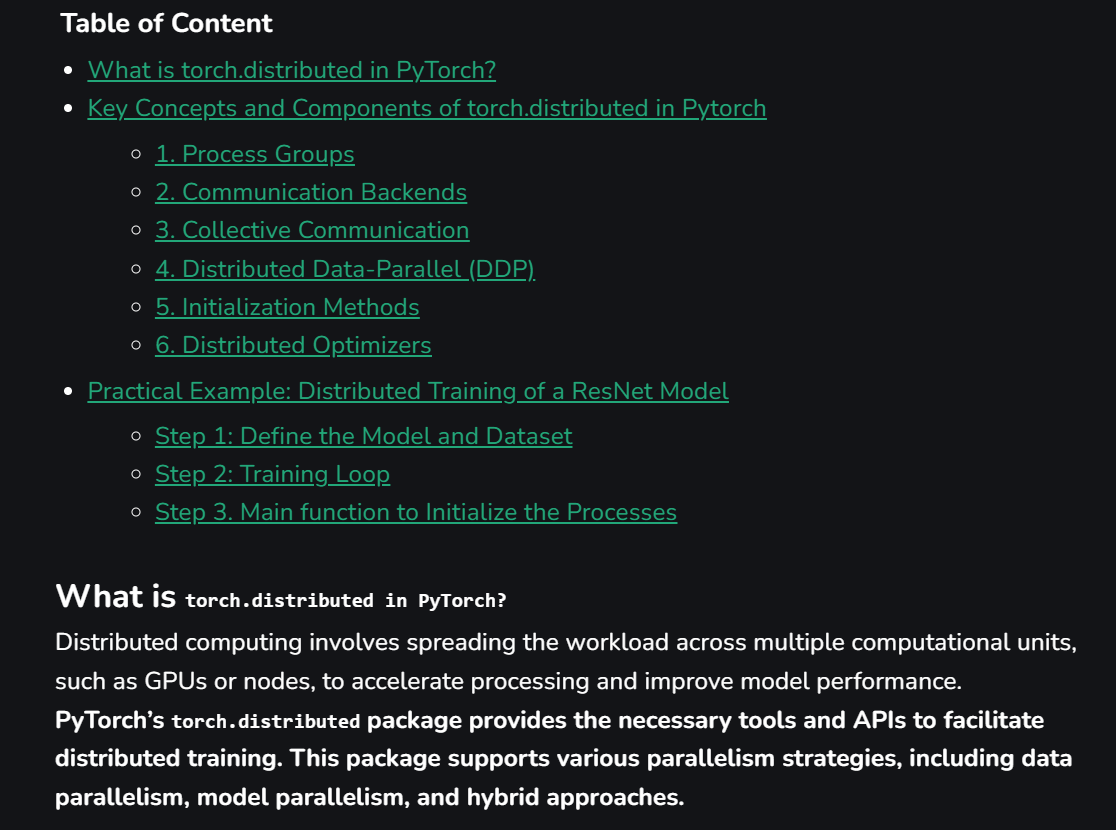 Table of Content
What is torch.distributed in PyTorch?
Key Concepts and Components of torch.distributed in Pytorch
1. Process Groups
2. Communication Backends
3. Collective Communication
4. Distributed Data-Parallel (DDP)
5. Initialization Methods
6. Distributed Optimizers
Practical Example: Distributed Training of a ResNet Model
Step 1: Define the Model and Dataset
Step 2: Training Loop
Step 3. Main function to Initialize the Processes
What is torch.distributed in PyTorch?
Distributed computing involves spreading the workload across multiple computational units,
such as GPUs or nodes, to accelerate processing and improve model performance.
PyTorch’s torch.distributed package provides the necessary tools and APIs to facilitate
distributed training. This package supports various parallelism strategies, including data
parallelism, model parallelism, and hybrid approaches.